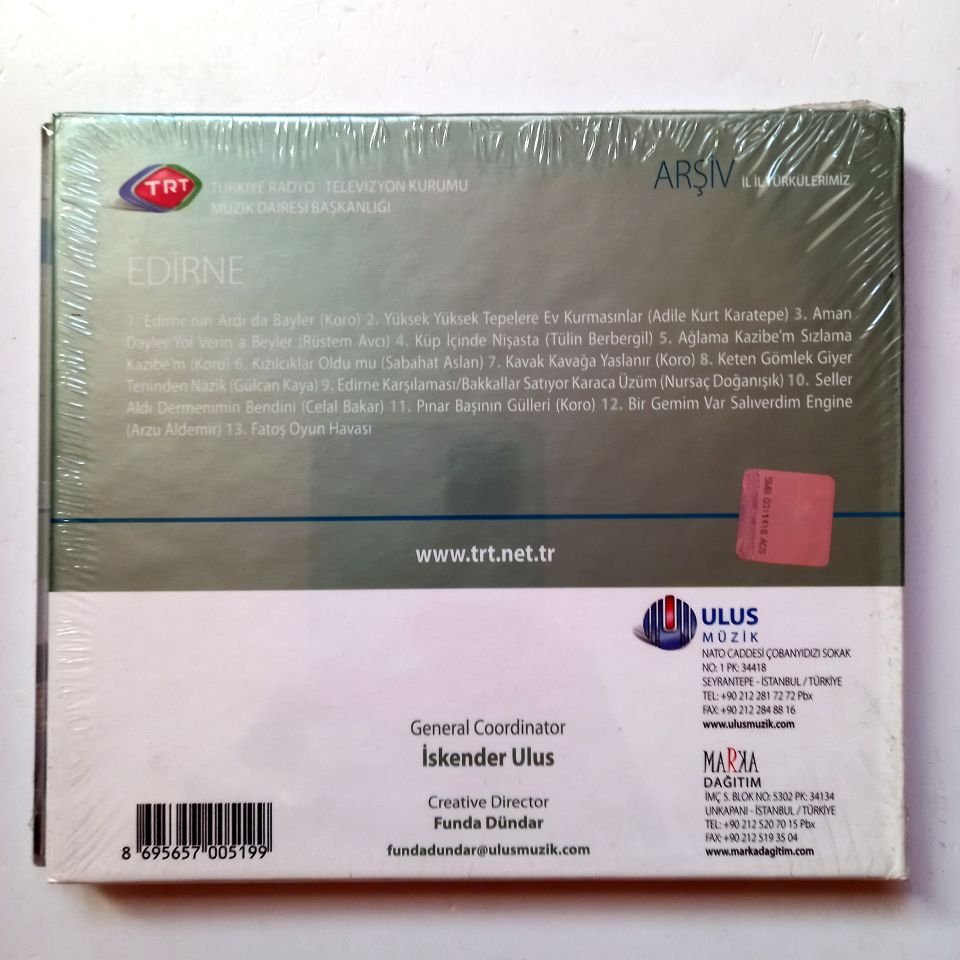 TRT
TÜRKİYE RADYO - TELEVİZYON KURUMU
MÜZİK DAİRESİ BAŞKANLIĞI
ARŞİV İL İL TÜRKÜLERİMİZ
EDİRNE
1. Edirne'nin Ardı da Bayler (Koro) 2. Yüksek Yüksek Tepelere Ev Kurmasınlar (Adile Kurt Karatepe) 3. Aman
Dayler Yol Verin a Beyler (Rüstem Avcı) 4. Küp İçinde Nişasta (Tülin Berbergil) 5. Ağlama Kazibe'm Sızlama
Kazibe'm (Koro) 6. Kızılcıklar Oldu mu (Sabahat Aslan) 7. Kavak Kavağa Yaslanır (Koro) 8. Keten Gömlek Giyer
Teninden Nazik (Gülcan Kaya) 9. Edirne Karşılaması/Bakkallar Satıyor Karaca Üzüm (Nursaç Doğanışık) 10. Seller
Aldı Dermenimin Bendini (Celal Bakar) 11. Pınar Başının Gülleri (Koro) 12. Bir Gemim Var Salıverdim Engine
(Arzu Aldemir) 13. Fatoş Oyun Havası
SMB 0311416 ADS
www.trt.net.tr
ULUS
MÜZİK
NATO CADDESİ ÇOBANYIDIZI SOKAK
NO: 1 PK: 34418
SEYRANTEPE - İSTANBUL / TÜRKİYE
TEL: +90 212 281 72 72 Pbx
FAX: +90 212 284 88 16
www.ulusmuzik.com
General Coordinator
İskender Ulus
Creative Director
Funda Dündar
fundadundar@ulusmuzik.com
MARKA
DAĞITIM
İMÇ 5. BLOK NO: 5302 PK: 34134
UNKAPANI - İSTANBUL / TÜRKİYE
TEL: +90 212 520 70 15 Pbx
FAX: +90 212 519 35 04
www.markadagitim.com
8 695657 005199